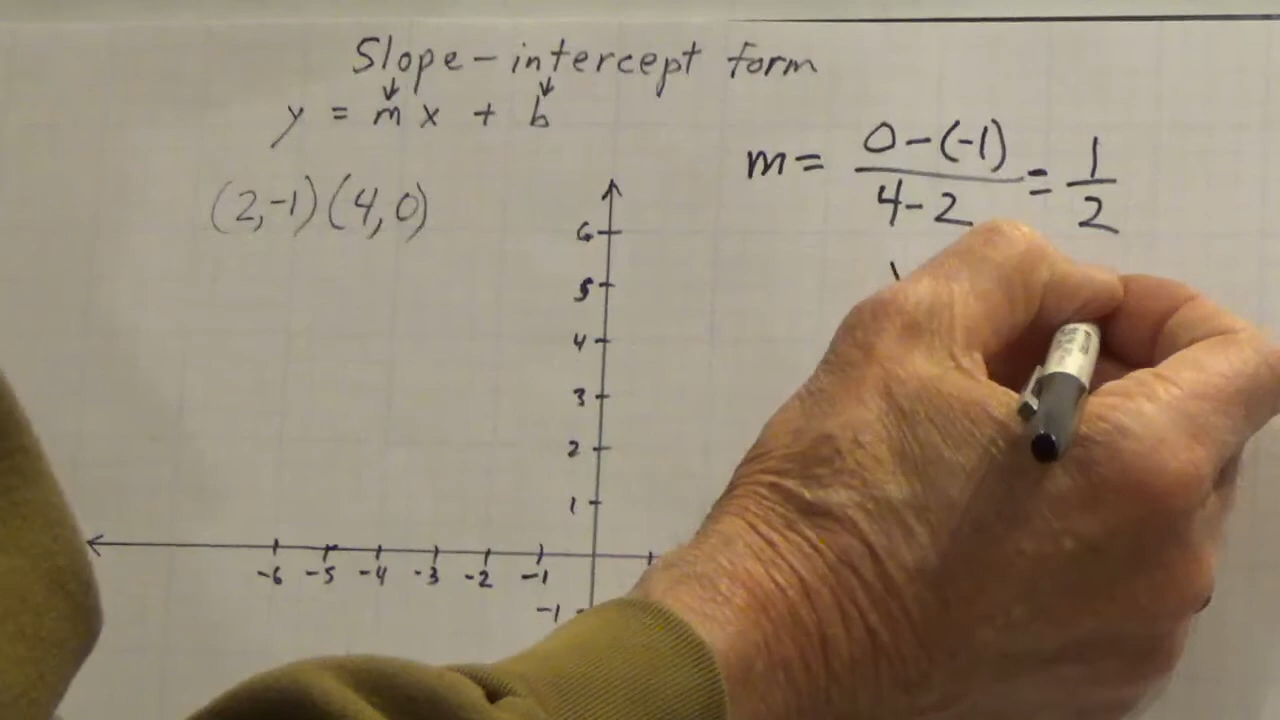 Slope-intercept form
y = mx + b
(2,-1)(4,0)
m = 0-(-1)/4-2 = 1/2
6
5
4
3
2
1
-6 -5 -4 -3 -2 -1
-1